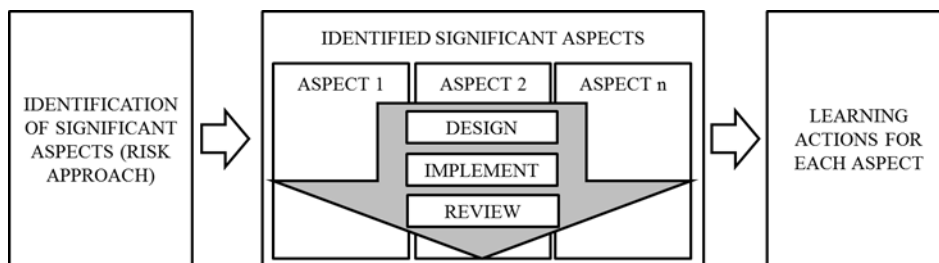 IDENTIFICATION
OF SIGNIFICANT
ASPECTS (RISK
APPROACH)
IDENTIFIED SIGNIFICANT ASPECTS
ASPECT 1
ASPECT 2
ASPECT n
DESIGN
IMPLEMENT
REVIEW
LEARNING
ACTIONS FOR
EACH ASPECT